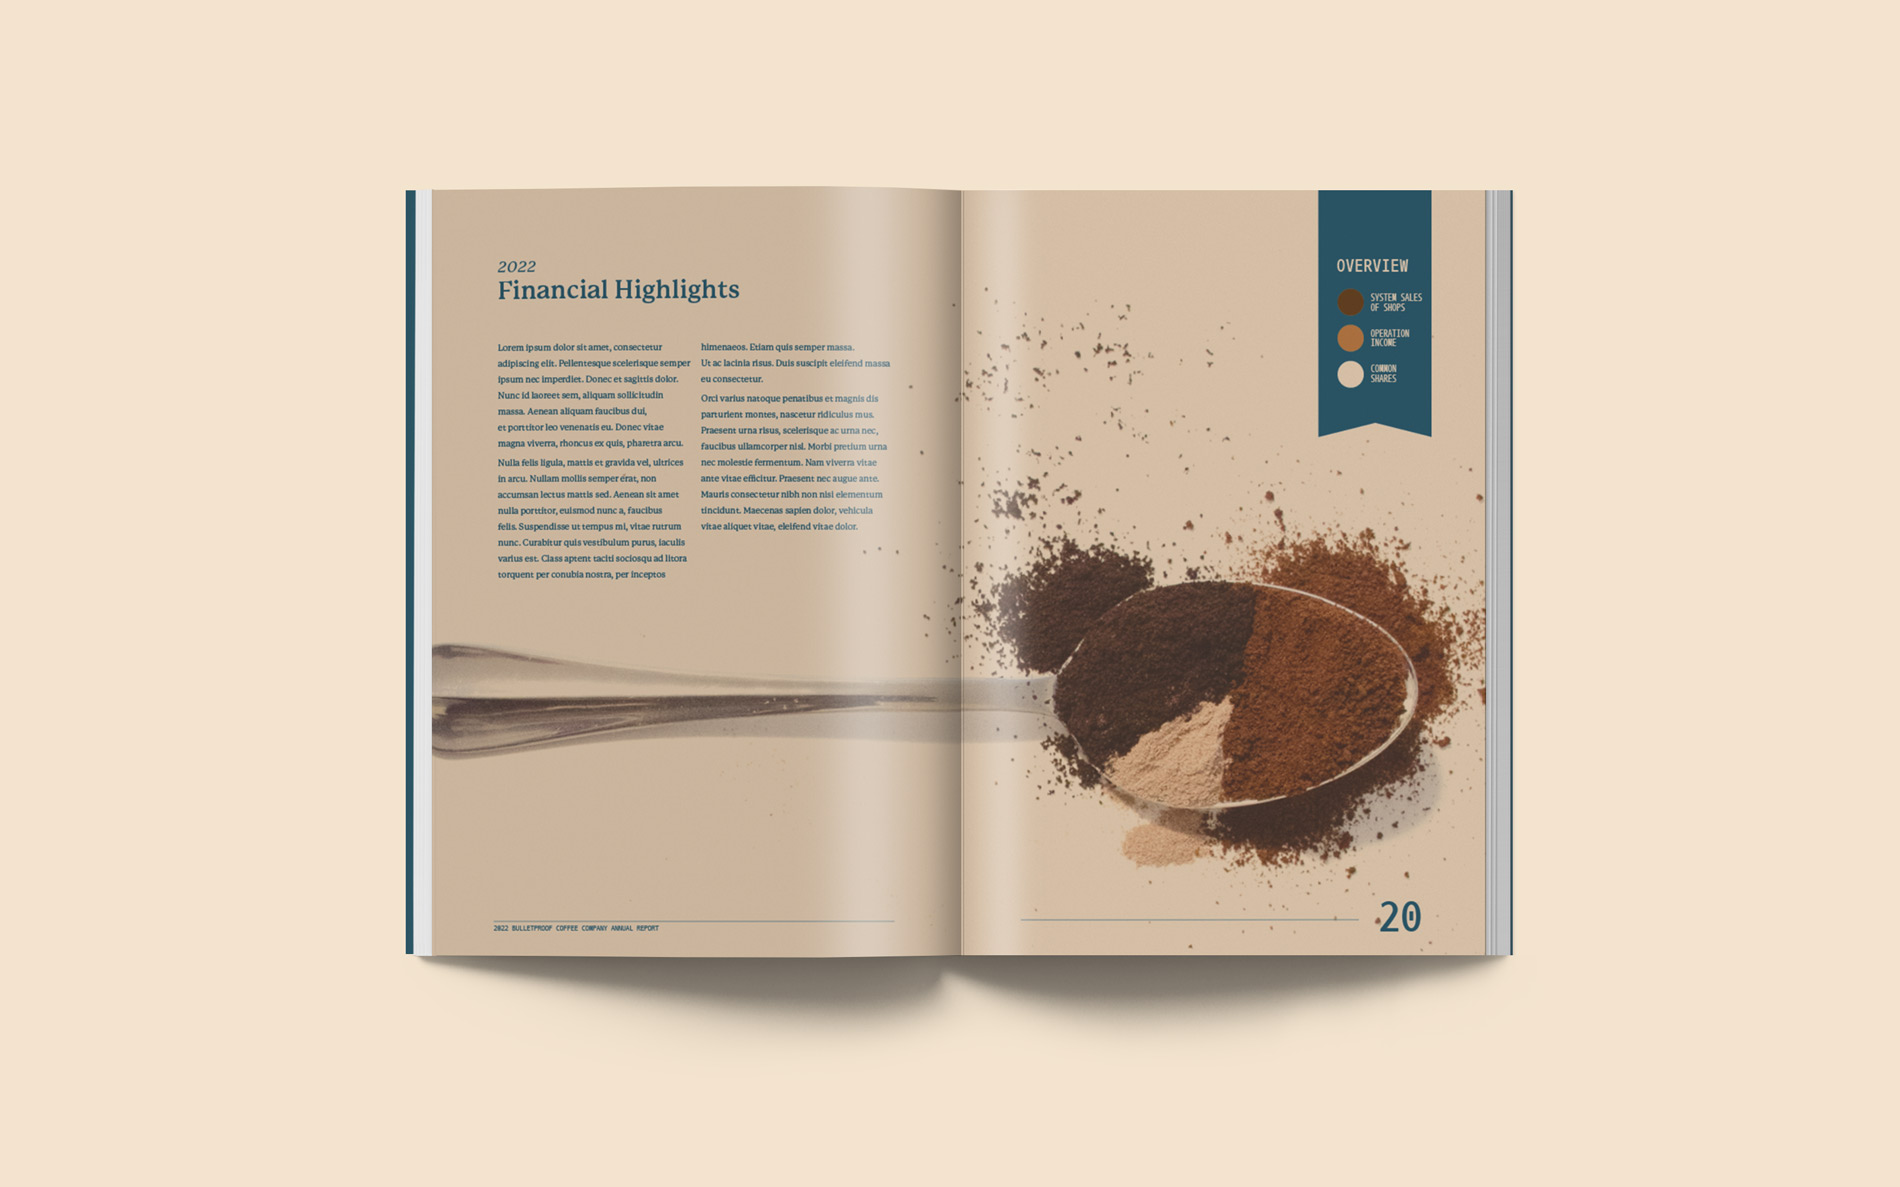 2022
Financial Highlights
Lorem ipsum dolor sit amet, consectetur
adipiscing elit. Pellentesque scelerisque semper
ipsum nec imperdiet. Donec et sagittis dolor.
Nunc id laoreet sem, aliquam sollicitudin
massa. Aenean aliquam faucibus dui,
et porttitor leo venenatis eu. Donec vitae
magna viverra, rhoncus ex quis, pharetra arcu.
Nulla felis ligula, mattis et gravida vel, ultrices
in arcu. Nullam mollis semper erat, non
accumsan lectus mattis sed. Aenean sit amet
nulla porttitor, euismod nunc a, faucibus
felis. Suspendisse ut tempus mi, vitae rutrum
nunc. Curabitur quis vestibulum purus, iaculis
varius est. Class aptent taciti sociosqu ad litora
torquent per conubia nostra, per inceptos
himenaeos. Etiam quis semper massa.
Ut ac lacinia risus. Duis suscipit eleifend massa
eu consectetur.
Orci varius natoque penatibus et magnis dis
parturient montes, nascetur ridiculus mus.
Praesent urna risus, scelerisque ac urna nec,
faucibus ullamcorper nisl. Morbi pretium urna
nec molestie fermentum. Nam viverra vitae
ante vitae efficitur. Praesent nec augue ante.
Mauris consectetur nibh non nisi elementum
tincidunt. Maecenas sapien dolor, vehicula
vitae aliquet vitae, eleifend vitae dolor.
2022 BULLETPROOF COFFEE COMPANY ANNUAL REPORT
OVERVIEW
SYSTEM SALES
OF SHOPS
OPERATION
INCOME
COMMON
SHARES
20